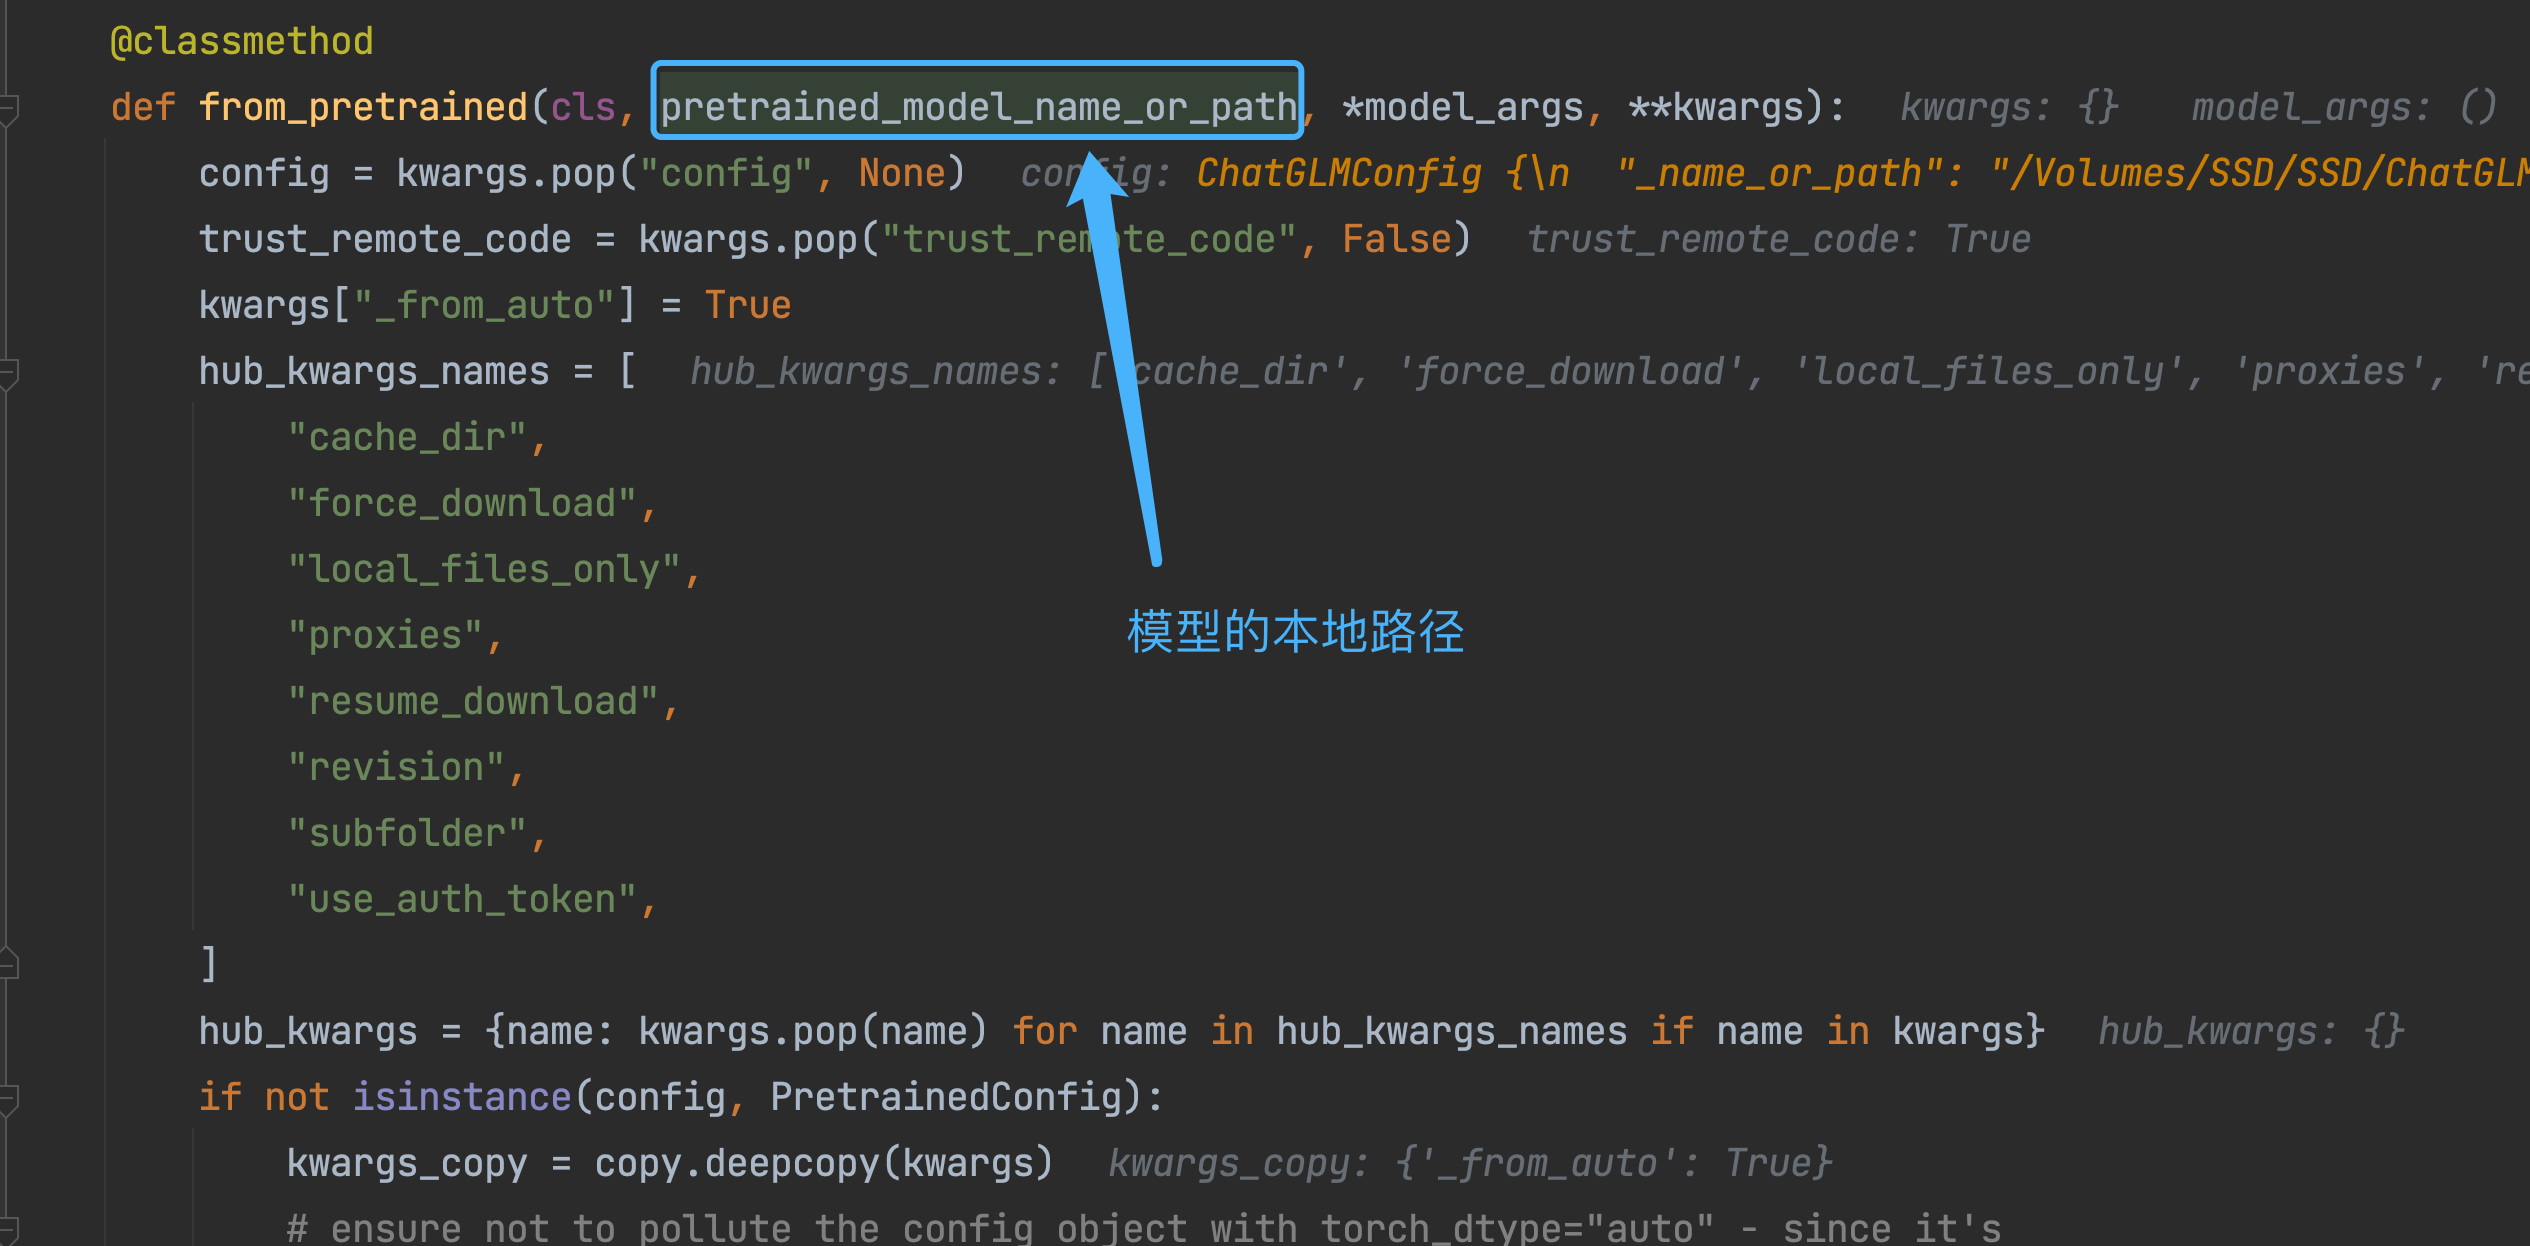 @classmethod
def from_pretrained(cls, pretrained_model_name_or_path, *model_args, **kwargs):   kwargs: {}   model_args: ()
config = kwargs.pop("config", None)   config: ChatGLMConfig {\n  "_name_or_path": "/Volumes/SSD/SSD/ChatGLM
trust_remote_code = kwargs.pop("trust_remote_code", False)   trust_remote_code: True
kwargs["_from_auto"] = True
hub_kwargs_names = [   hub_kwargs_names: ['cache_dir', 'force_download', 'local_files_only', 'proxies', 're
"cache_dir",
"force_download",
"local_files_only",
"proxies",
模型的本地路径
"resume_download",
"revision",
"subfolder",
"use_auth_token",
]
hub_kwargs = {name: kwargs.pop(name) for name in hub_kwargs_names if name in kwargs}   hub_kwargs: {}
if not isinstance(config, PretrainedConfig):
kwargs_copy = copy.deepcopy(kwargs)   kwargs_copy: {'_from_auto': True}
# ensure not to pollute the config object with torch_dtype="auto" - since it's